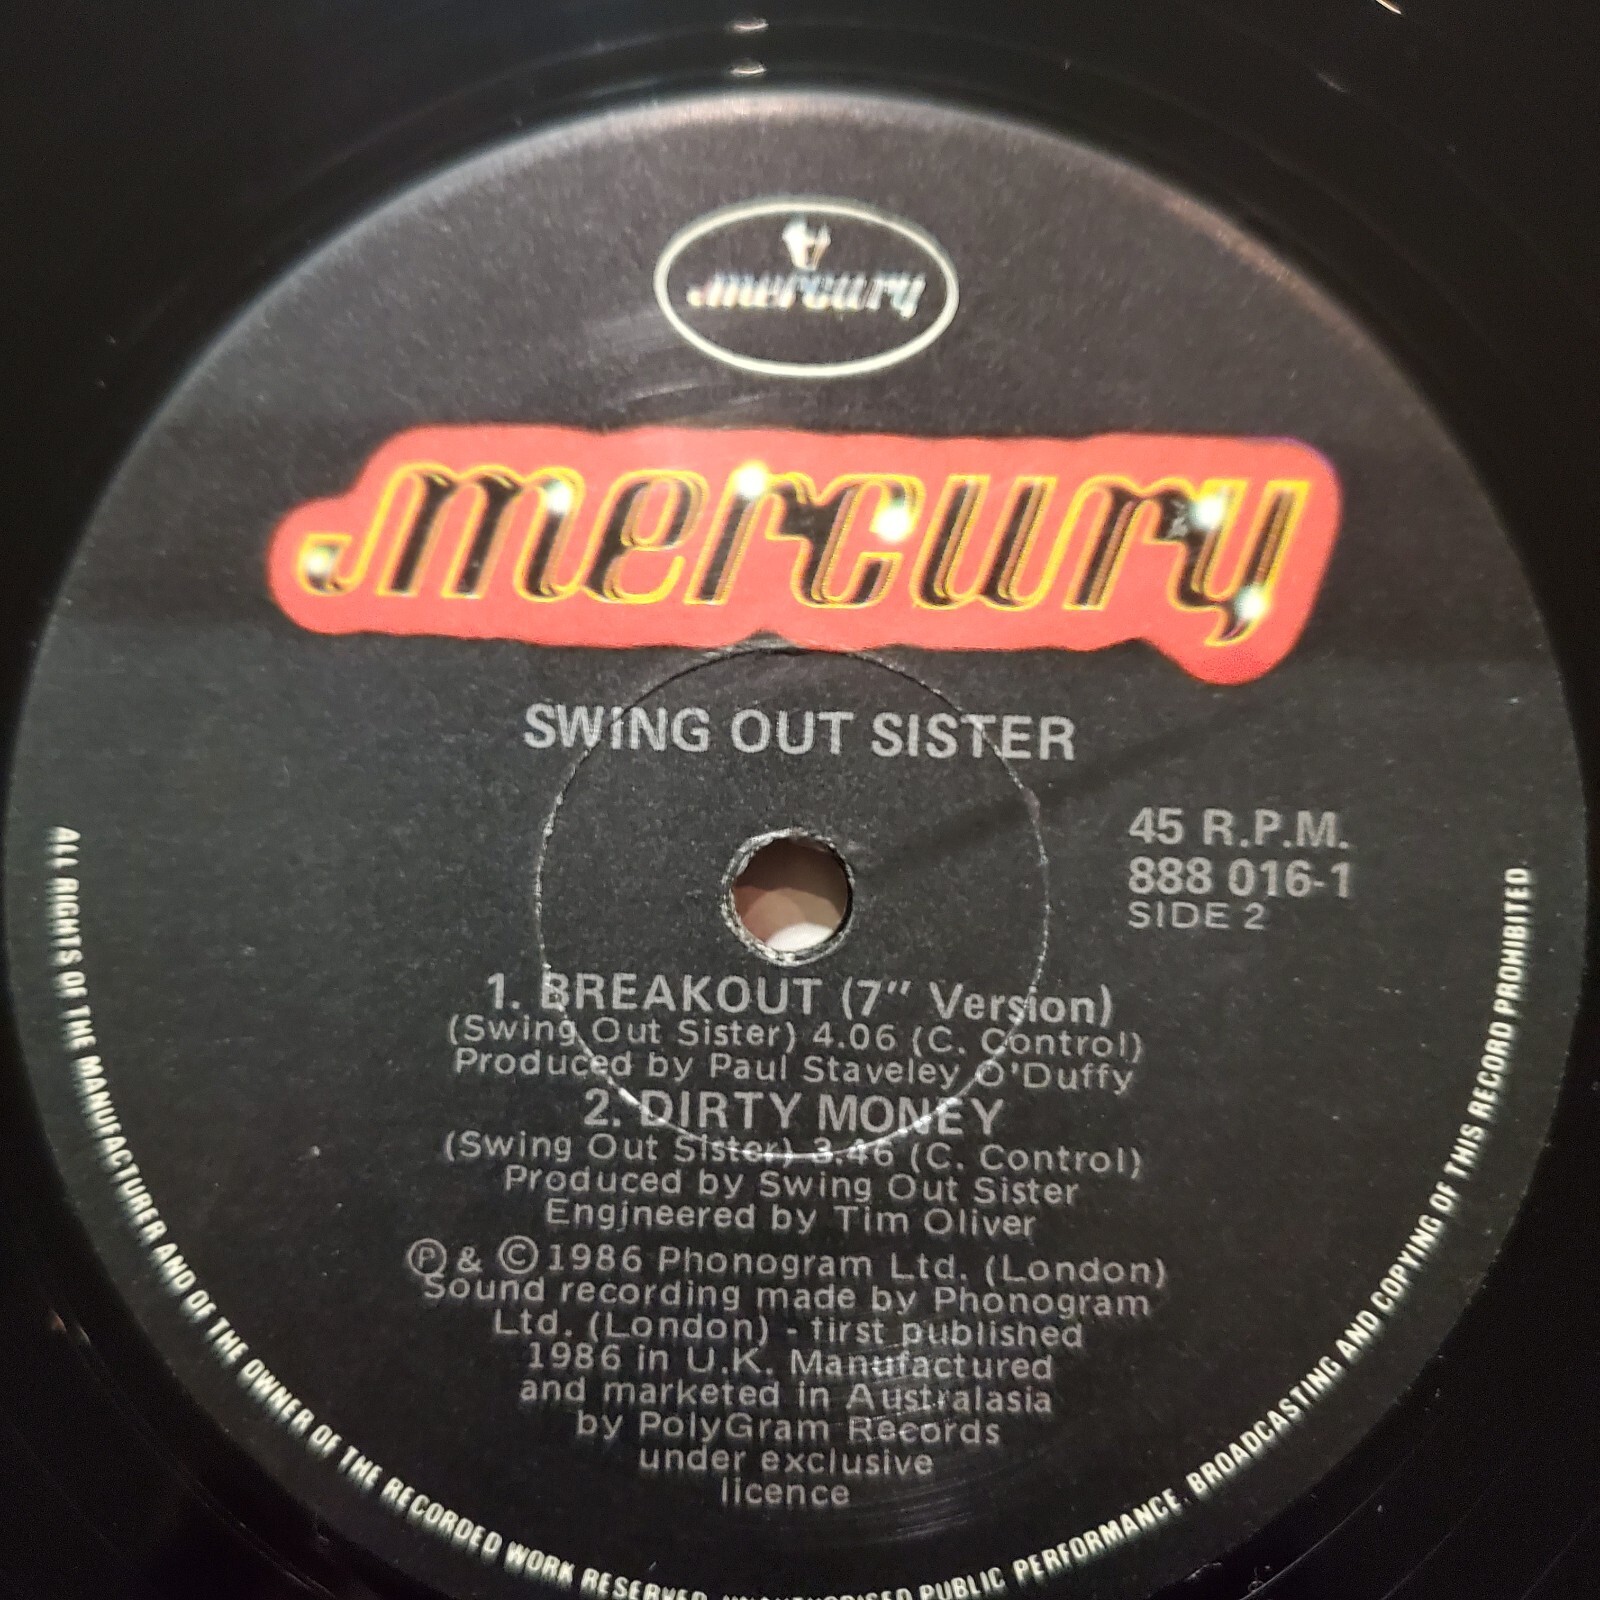 mercury
mercury
SWING OUT SISTER
45 R.P.M.
888 016-1
SIDE 2
1. BREAKOUT (7" Version)
(Swing Out Sister) 4.06 (C. Control)
Produced by Paul Staveley O'Duffy
2. DIRTY MONEY
(Swing Out Sister) 3.46 (C. Control)
Produced by Swing Out Sister
Engineered by Tim Oliver
Ⓟ & © 1986 Phonogram Ltd. (London)
Sound recording made by Phonogram
Ltd. (London) - first published
1986 in U.K. Manufactured
and marketed in Australasia
by PolyGram Records
under exclusive
licence
ALL RIGHTS OF THE MANUFACTURER AND OF THE OWNER OF THE RECORDED WORK RESERVED. UNAUTHORISED PUBLIC PERFORMANCE, BROADCASTING AND COPYING OF THIS RECORD PROHIBITED